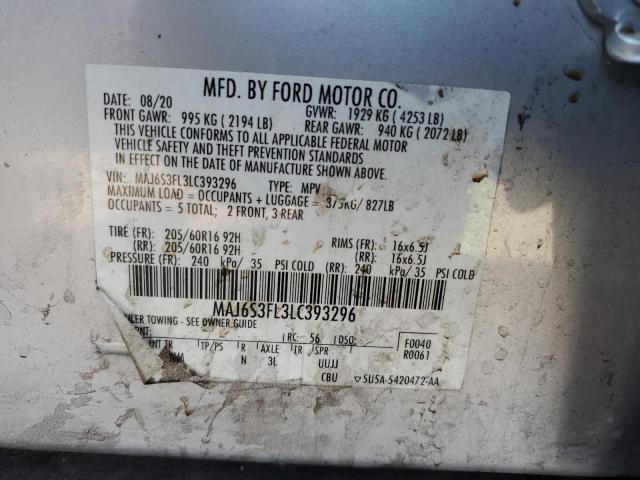 MFD. BY FORD MOTOR CO.
DATE: 08/20 GVWR: 1929 KG ( 4253 LB)
FRONT GAWR: 995 KG ( 2194 LB) REAR GAWR: 940 KG ( 2072 LB)
THIS VEHICLE CONFORMS TO ALL APPLICABLE FEDERAL MOTOR
VEHICLE SAFETY AND THEFT PREVENTION STANDARDS
IN EFFECT ON THE DATE OF MANUFACTURE SHOWN ABOVE.
VIN: MAJ6S3FL3LC393296 TYPE: MPV
MAXIMUM LOAD = OCCUPANTS + LUGGAGE = 375KG/ 827LB
OCCUPANTS = 5 TOTAL; 2 FRONT, 3 REAR
TIRE (FR): 205/60R16 92H RIMS (FR): 16x6.5J
(RR): 205/60R16 92H (RR): 16x6.5J
PRESSURE (FR): 240 kPa/ 35 PSI COLD (RR): 240 kPa/ 35 PSI COLD
MAJ6S3FL3LC393296
TOWING - SEE OWNER GUIDE
RC: 56 DSO: F0040
R0061
INT TR TP/PS R AXLE TR SPR
N 3L UUJJ
CBU ▽ 5U5A-5420472-AA